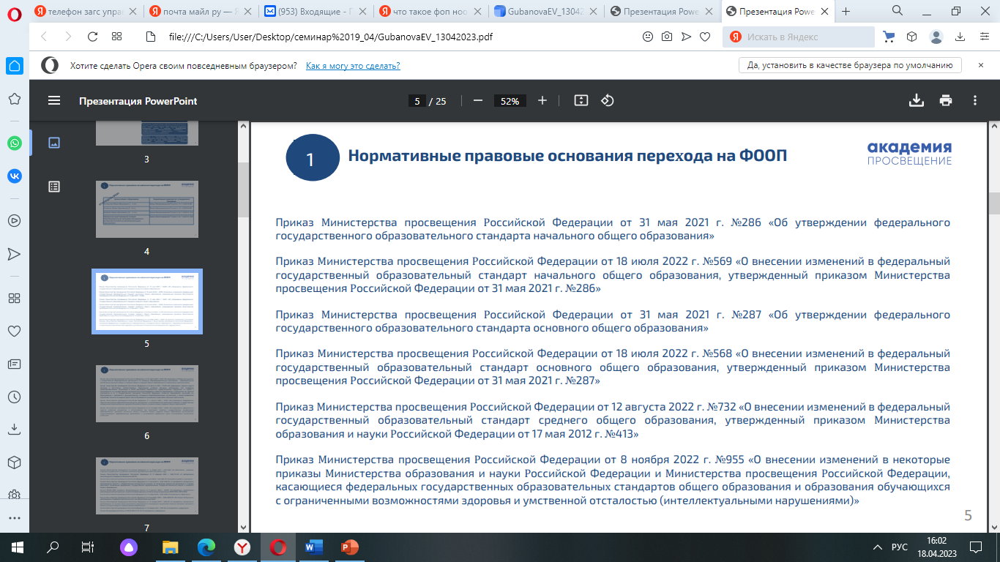 телефон загс упра
почта майл ру — Я
(953) Входящие - П
что такое фоп ноо
GubanovaEV_13042
Презентация Powe
Презентация Powe
file:///C:/Users/User/Desktop/семинар%2019_04/GubanovaEV_13042023.pdf
Искать в Яндекс
Хотите сделать Opera своим повседневным браузером? Как я могу это сделать?
Да, установить в качестве браузера по умолчанию
Презентация PowerPoint
5 / 25
52%
3
4
5
6
7
1
Нормативные правовые основания перехода на ФООП
академия
ПРОСВЕЩЕНИЕ
Приказ Министерства просвещения Российской Федерации от 31 мая 2021 г. №286 «Об утверждении федерального
государственного образовательного стандарта начального общего образования»
Приказ Министерства просвещения Российской Федерации от 18 июля 2022 г. №569 «О внесении изменений в федеральный
государственный образовательный стандарт начального общего образования, утвержденный приказом Министерства
просвещения Российской Федерации от 31 мая 2021 г. №286»
Приказ Министерства просвещения Российской Федерации от 31 мая 2021 г. №287 «Об утверждении федерального
государственного образовательного стандарта основного общего образования»
Приказ Министерства просвещения Российской Федерации от 18 июля 2022 г. №568 «О внесении изменений в федеральный
государственный образовательный стандарт основного общего образования, утвержденный приказом Министерства
просвещения Российской Федерации от 31 мая 2021 г. №287»
Приказ Министерства просвещения Российской Федерации от 12 августа 2022 г. №732 «О внесении изменений в федеральный
государственный образовательный стандарт среднего общего образования, утвержденный приказом Министерства
образования и науки Российской Федерации от 17 мая 2012 г. №413»
Приказ Министерства просвещения Российской Федерации от 8 ноября 2022 г. №955 «О внесении изменений в некоторые
приказы Министерства образования и науки Российской Федерации и Министерства просвещения Российской Федерации,
касающиеся федеральных государственных образовательных стандартов общего образования и образования обучающихся
с ограниченными возможностями здоровья и умственной отсталостью (интеллектуальными нарушениями)»
5
РУС
16:02
18.04.2023